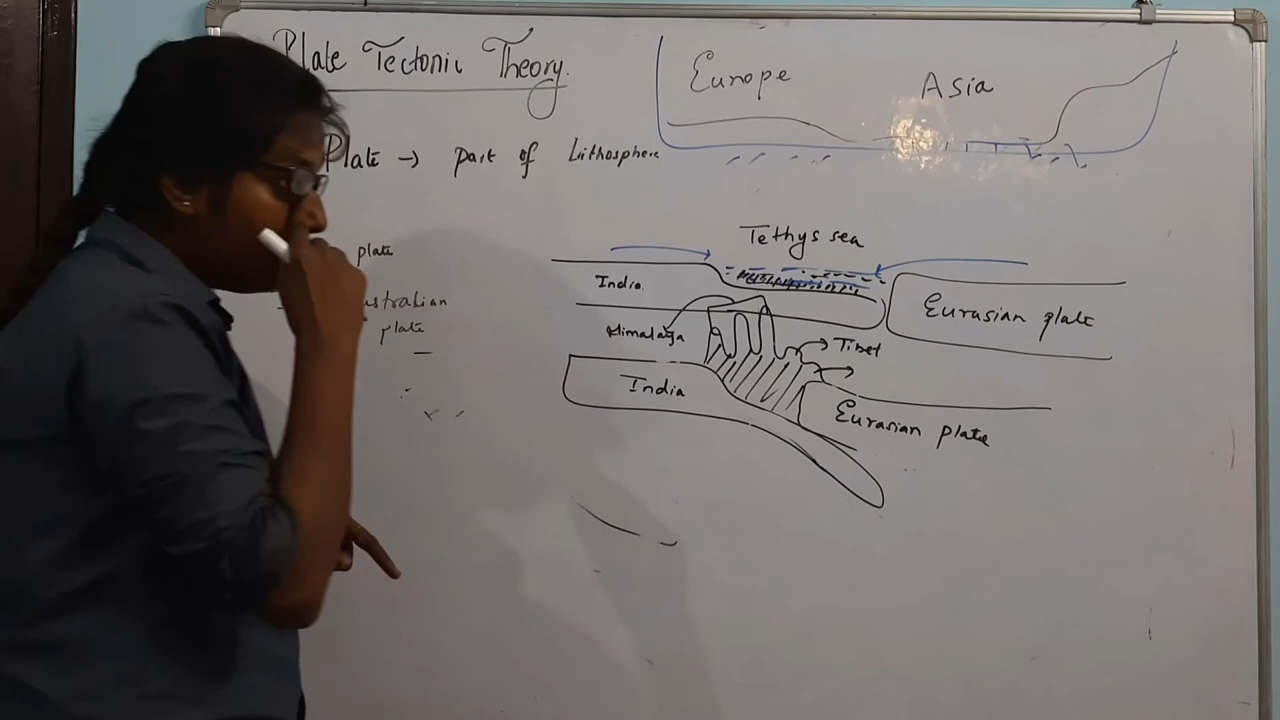 Plate Tectonic Theory.
Europe Asia
Plate → part of Lithosphere
Tethys sea
plate
India
Eurasian plate
plate
Himalaya
Tibet
India
Eurasian plate